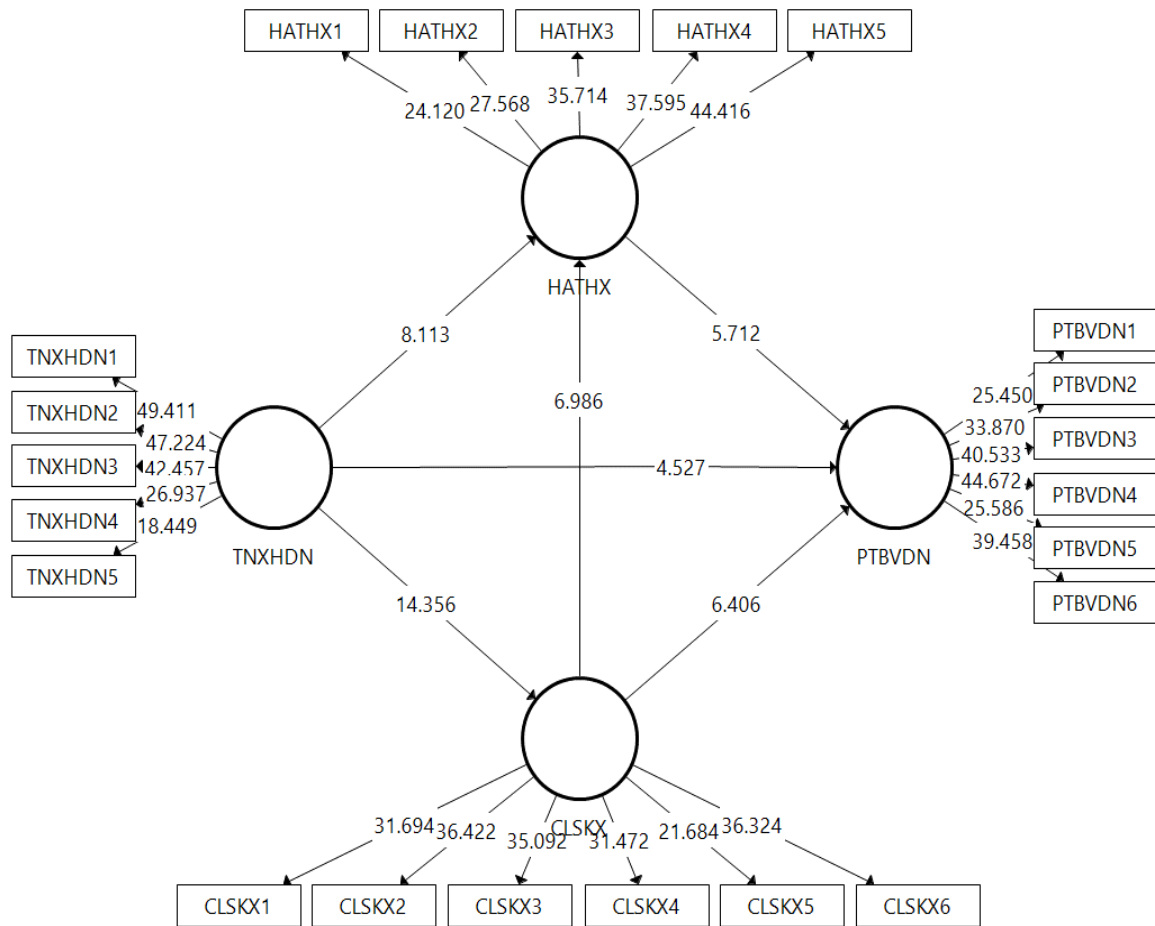 HATHX1 HATHX2 HATHX3 HATHX4 HATHX5
24.120 27.568 35.714 37.595 44.416
HATHX
8.113 5.712
6.986
TNXHDN1
TNXHDN2
TNXHDN3
TNXHDN4
TNXHDN5
49.411
47.224
42.457
26.937
18.449
TNXHDN
4.527
PTBVDN1
PTBVDN2
PTBVDN3
PTBVDN4
PTBVDN5
PTBVDN6
25.450
33.870
40.533
44.672
25.586
39.458
PTBVDN
14.356 6.406
CLSKX
31.694 36.422 35.092 31.472 21.684 36.324
CLSKX1 CLSKX2 CLSKX3 CLSKX4 CLSKX5 CLSKX6